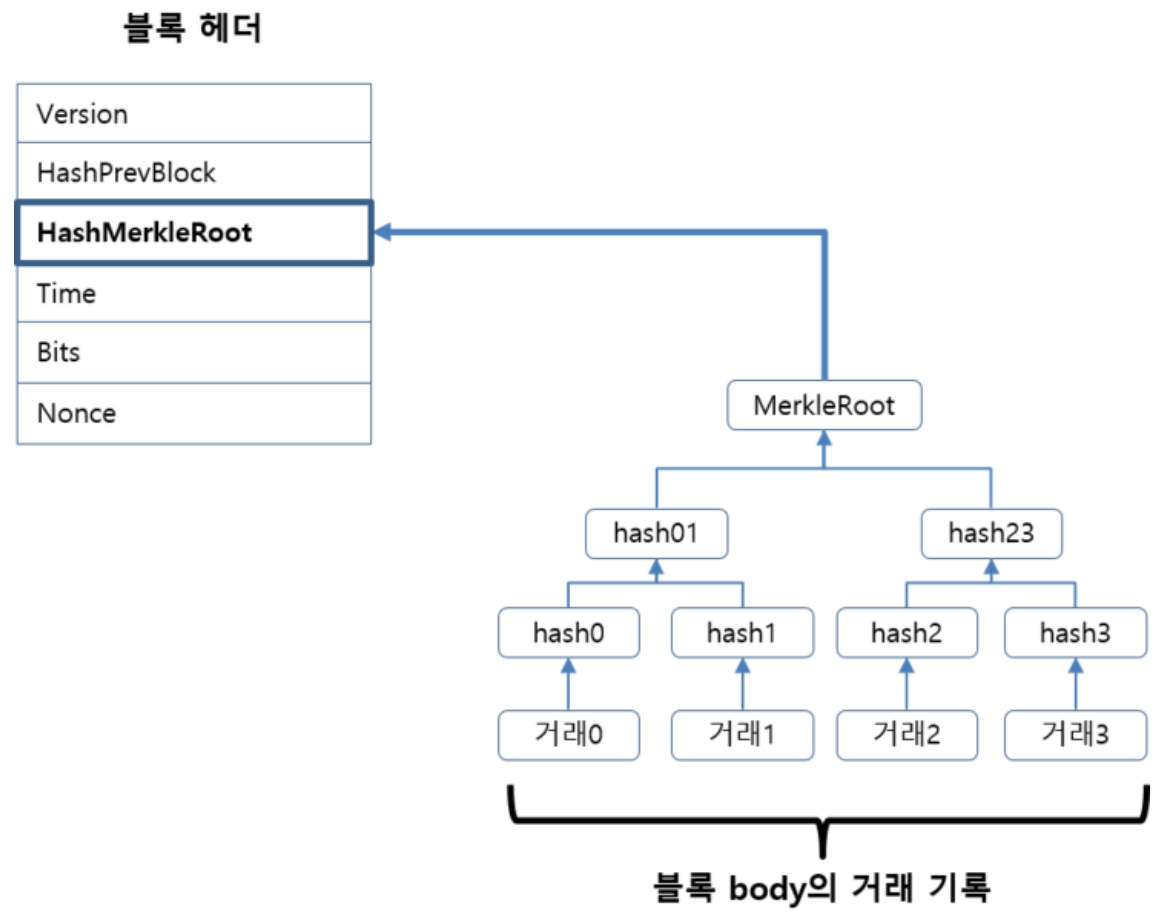 블록 헤더
Version
HashPrevBlock
HashMerkleRoot
Time
Bits
Nonce
MerkleRoot
hash01 hash23
hash0 hash1 hash2 hash3
거래0 거래1 거래2 거래3
블록 body의 거래 기록